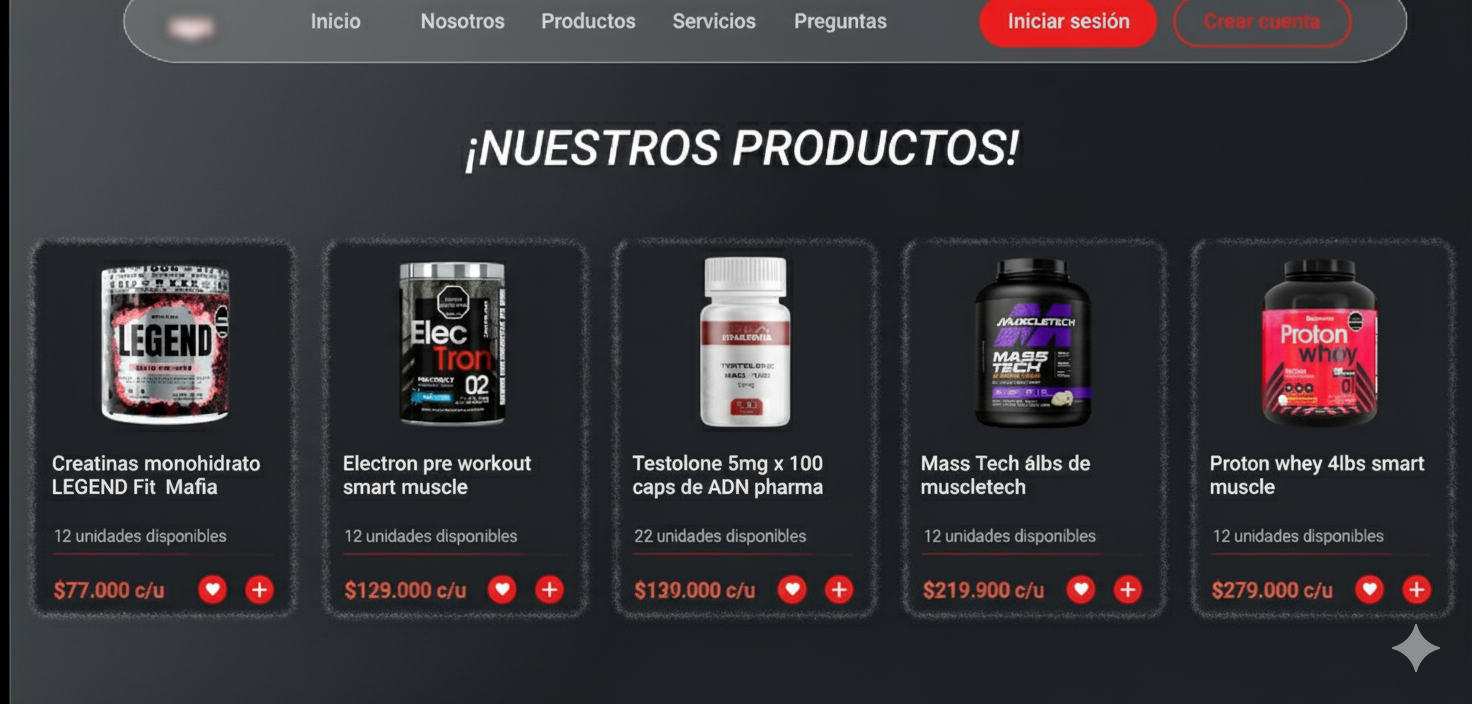 Inicio
Nosotros
Productos
Servicios
Preguntas
Iniciar sesión
Crear cuenta
¡NUESTROS PRODUCTOS!
LEGEND
Elec
Tron
02
MUSCLETECH
MASS
TECH
Proton
whey
01
Creatinas monohidrato
LEGEND Fit Mafia
Electron pre workout
smart muscle
Testolone 5mg x 100
caps de ADN pharma
Mass Tech álbs de
muscletech
Proton whey 4lbs smart
muscle
12 unidades disponibles
12 unidades disponibles
22 unidades disponibles
12 unidades disponibles
12 unidades disponibles
$77.000 c/u
$129.000 c/u
$139.000 c/u
$219.900 c/u
$279.000 c/u